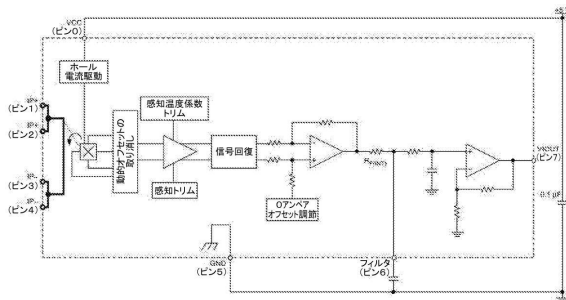 +5V
VCC
(ピン0)
ホール
電流駆動
IP+
(ピン1)
IP+
(ピン2)
IP-
(ピン3)
IP-
(ピン4)
動的オフセットの
取り消し
感知温度係数
トリム
感知トリム
信号回復
0アンペア
オフセット調節
RF(INT)
VIOUT
(ピン7)
0.1 μF
GND
(ピン5)
フィルタ
(ピン6)